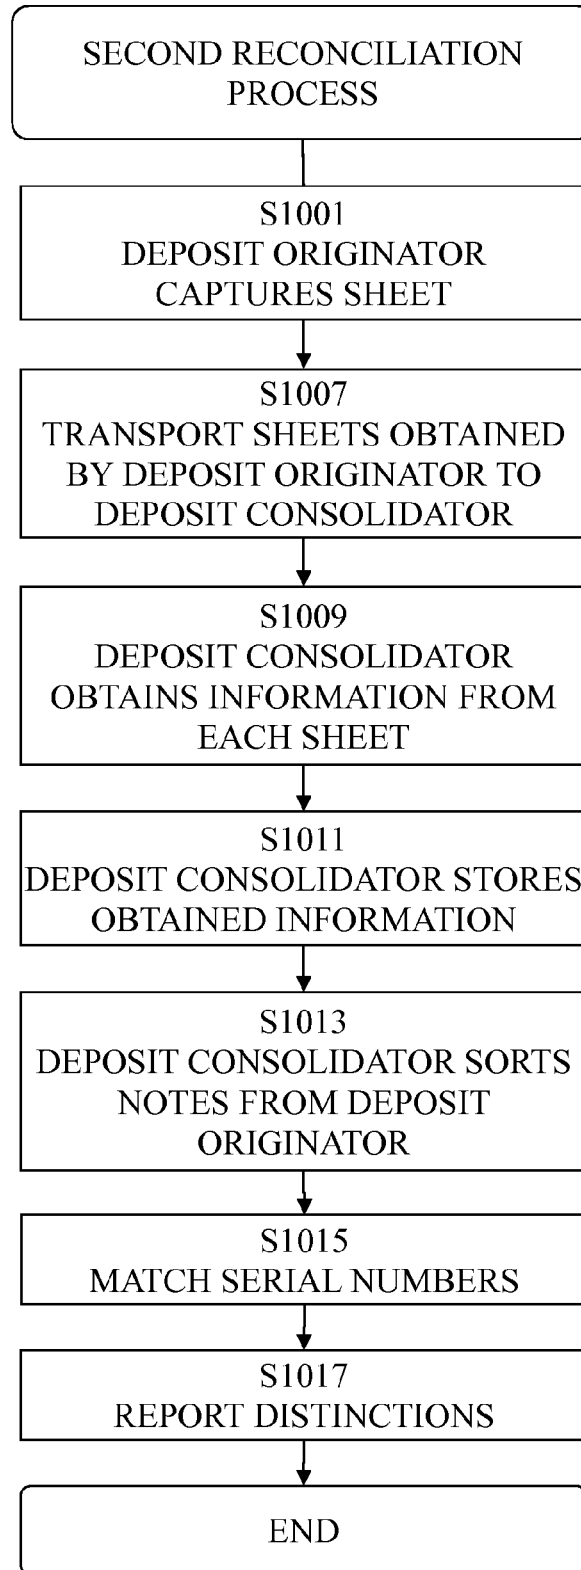 SECOND RECONCILIATION
PROCESS
S1001
DEPOSIT ORIGINATOR
CAPTURES SHEET
S1007
TRANSPORT SHEETS OBTAINED
BY DEPOSIT ORIGINATOR TO
DEPOSIT CONSOLIDATOR
S1009
DEPOSIT CONSOLIDATOR
OBTAINS INFORMATION FROM
EACH SHEET
S1011
DEPOSIT CONSOLIDATOR STORES
OBTAINED INFORMATION
S1013
DEPOSIT CONSOLIDATOR SORTS
NOTES FROM DEPOSIT
ORIGINATOR
S1015
MATCH SERIAL NUMBERS
S1017
REPORT DISTINCTIONS
END